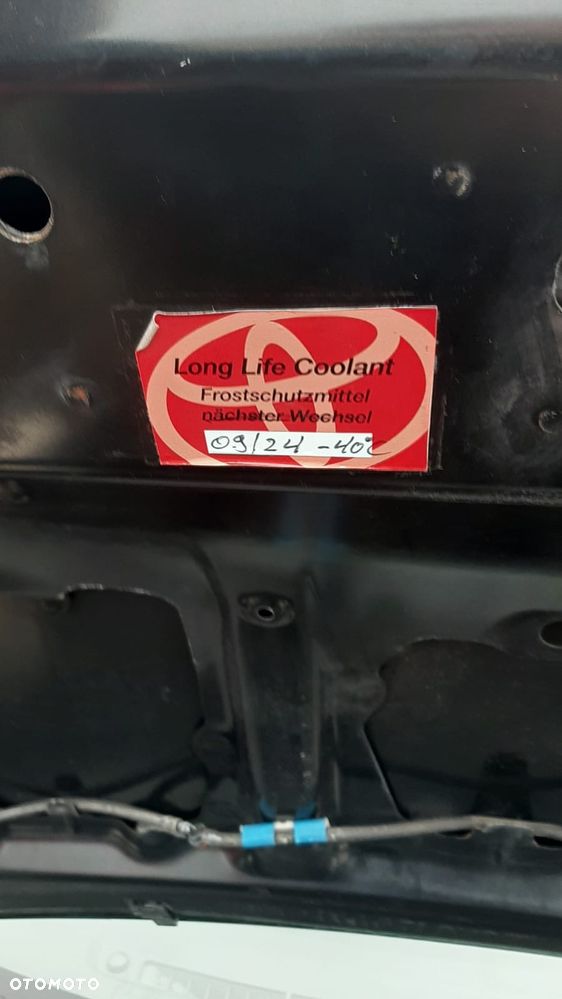 Long Life Coolant
Frostschutzmittel
nächster Wechsel
09/24 -40°C
OTOMOTO